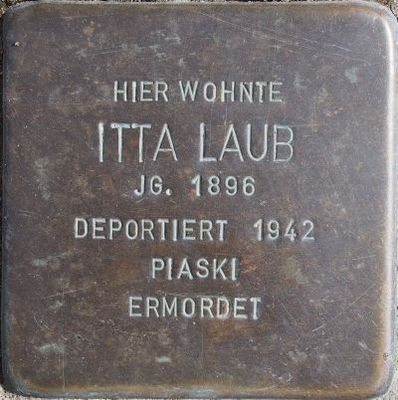 HIER WOHNTE
ITTA LAUB
JG. 1896
DEPORTIERT 1942
PIASKI
ERMORDET